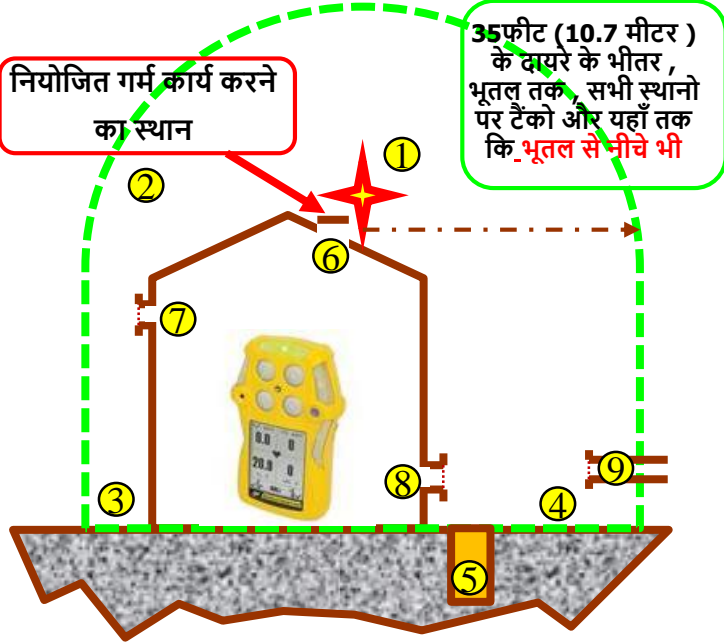 35फीट (10.7 मीटर )
के दायरे के भीतर ,
भूतल तक , सभी स्थानो
पर टैंको और यहाँ तक
कि भूतल से नीचे भी
नियोजित गर्म कार्य करने
का स्थान
1
2
6
7
8
9
3
4
5